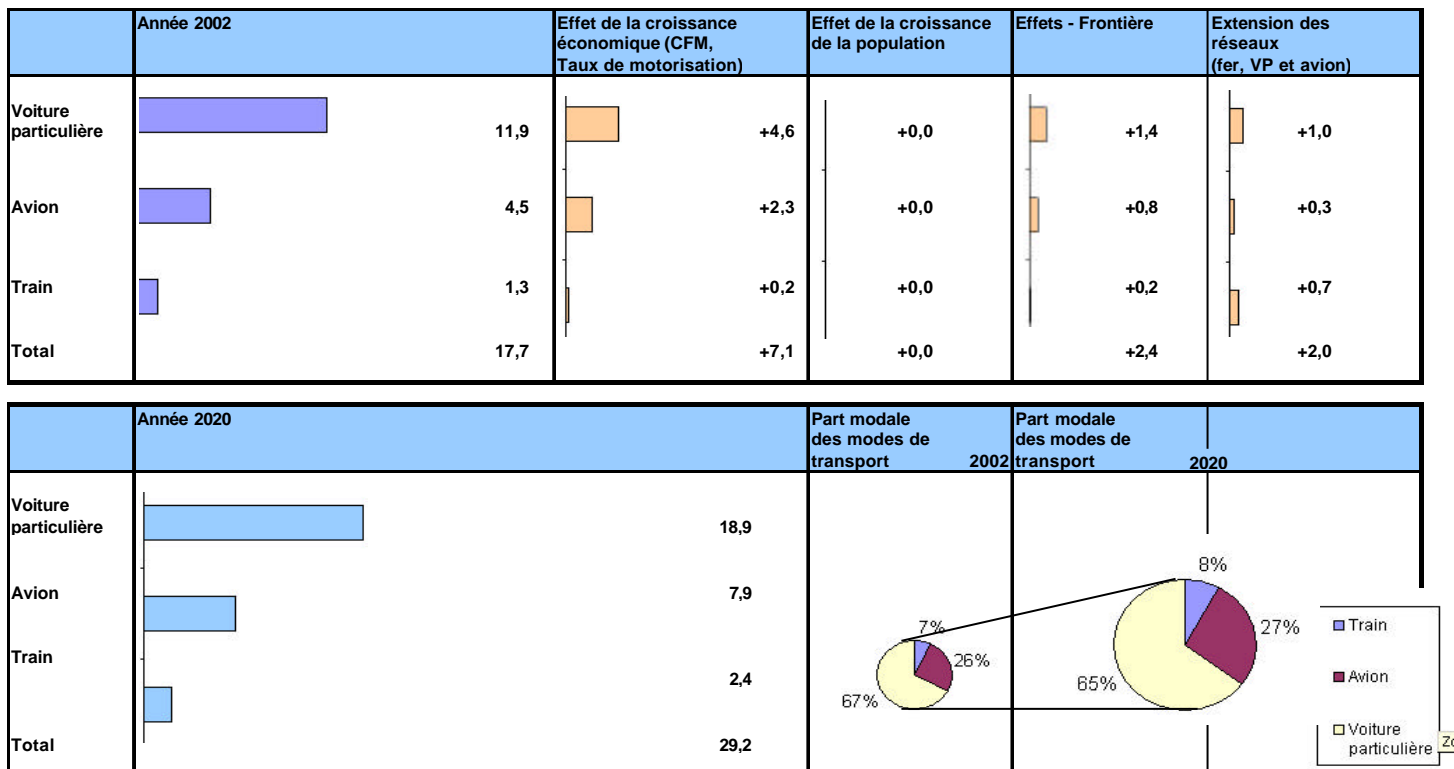 Année 2002
Effet de la croissance
économique (CFM,
Taux de motorisation)
Effet de la croissance
de la population
Effets - Frontière
Extension des
réseaux
(fer, VP et avion)
Voiture
particulière
11,9
+4,6
+0,0
+1,4
+1,0
Avion
4,5
+2,3
+0,0
+0,8
+0,3
Train
1,3
+0,2
+0,0
+0,2
+0,7
Total
17,7
+7,1
+0,0
+2,4
+2,0
Année 2020
Part modale
des modes de
transport 2002
Part modale
des modes de
transport 2020
Voiture
particulière
18,9
Avion
7,9
Train
2,4
Total
29,2
7%
26%
67%
8%
27%
65%
Train
Avion
Voiture
particulière
Zo